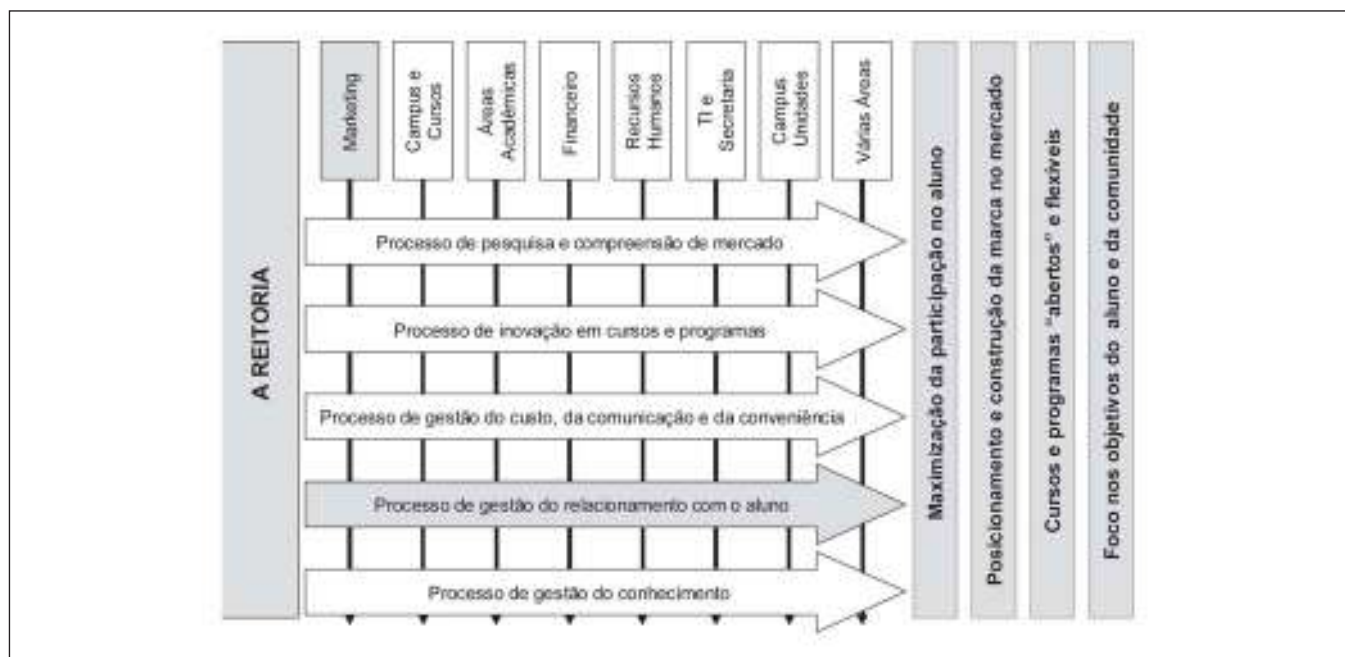 A REITORIA
Marketing
Campus e
Cursos
Áreas
Acadêmicas
Financeiro
Recursos
Humanos
TI e
Secretaria
Campus
Unidades
Várias Áreas
Processo de pesquisa e compreensão de mercado
Processo de inovação em cursos e programas
Processo de gestão do custo, da comunicação e da conveniência
Processo de gestão do relacionamento com o aluno
Processo de gestão do conhecimento
Maximização da participação no aluno
Posicionamento e construção da marca no mercado
Cursos e programas "abertos" e flexíveis
Foco nos objetivos do aluno e da comunidade